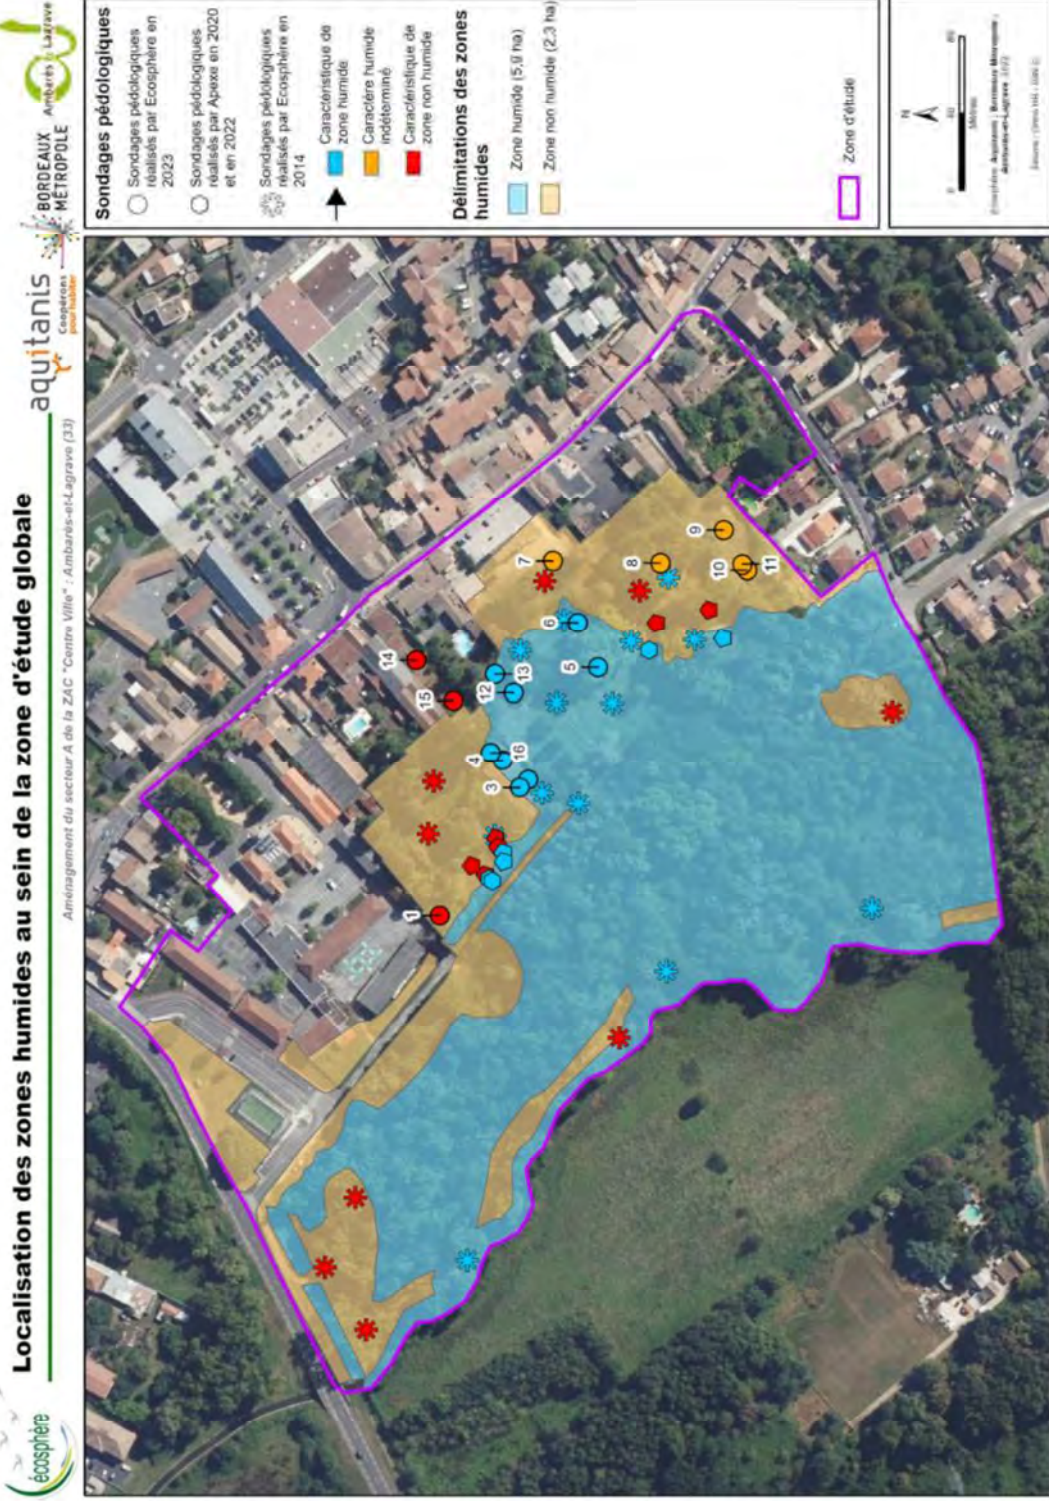 Localisation des zones humides au sein de la zone d'étude globale
Aménagement du secteur A de la ZAC "Centre Ville" : Ambarès-et-Lagrave (33)
écosphère
aquitanis
Coopérons
pour habiter
BORDEAUX
MÉTROPOLE
Ambarès & Lagrave
Sondages pédologiques
Sondages pédologiques
réalisés par Ecosphère en
2023
Sondages pédologiques
réalisés par Apexe en 2020
et en 2022
Sondages pédologiques
réalisés par Ecosphère en
2014
Caractéristique de
zone humide
Caractère humide
indéterminé
Caractéristique de
zone non humide
Délimitations des zones
humides
Zone humide (5,9 ha)
Zone non humide (2,3 ha)
Zone d'étude
N
0 40 80
Mètres
1
3
4
16
15
14
12
13
5
6
7
8
9
10
11